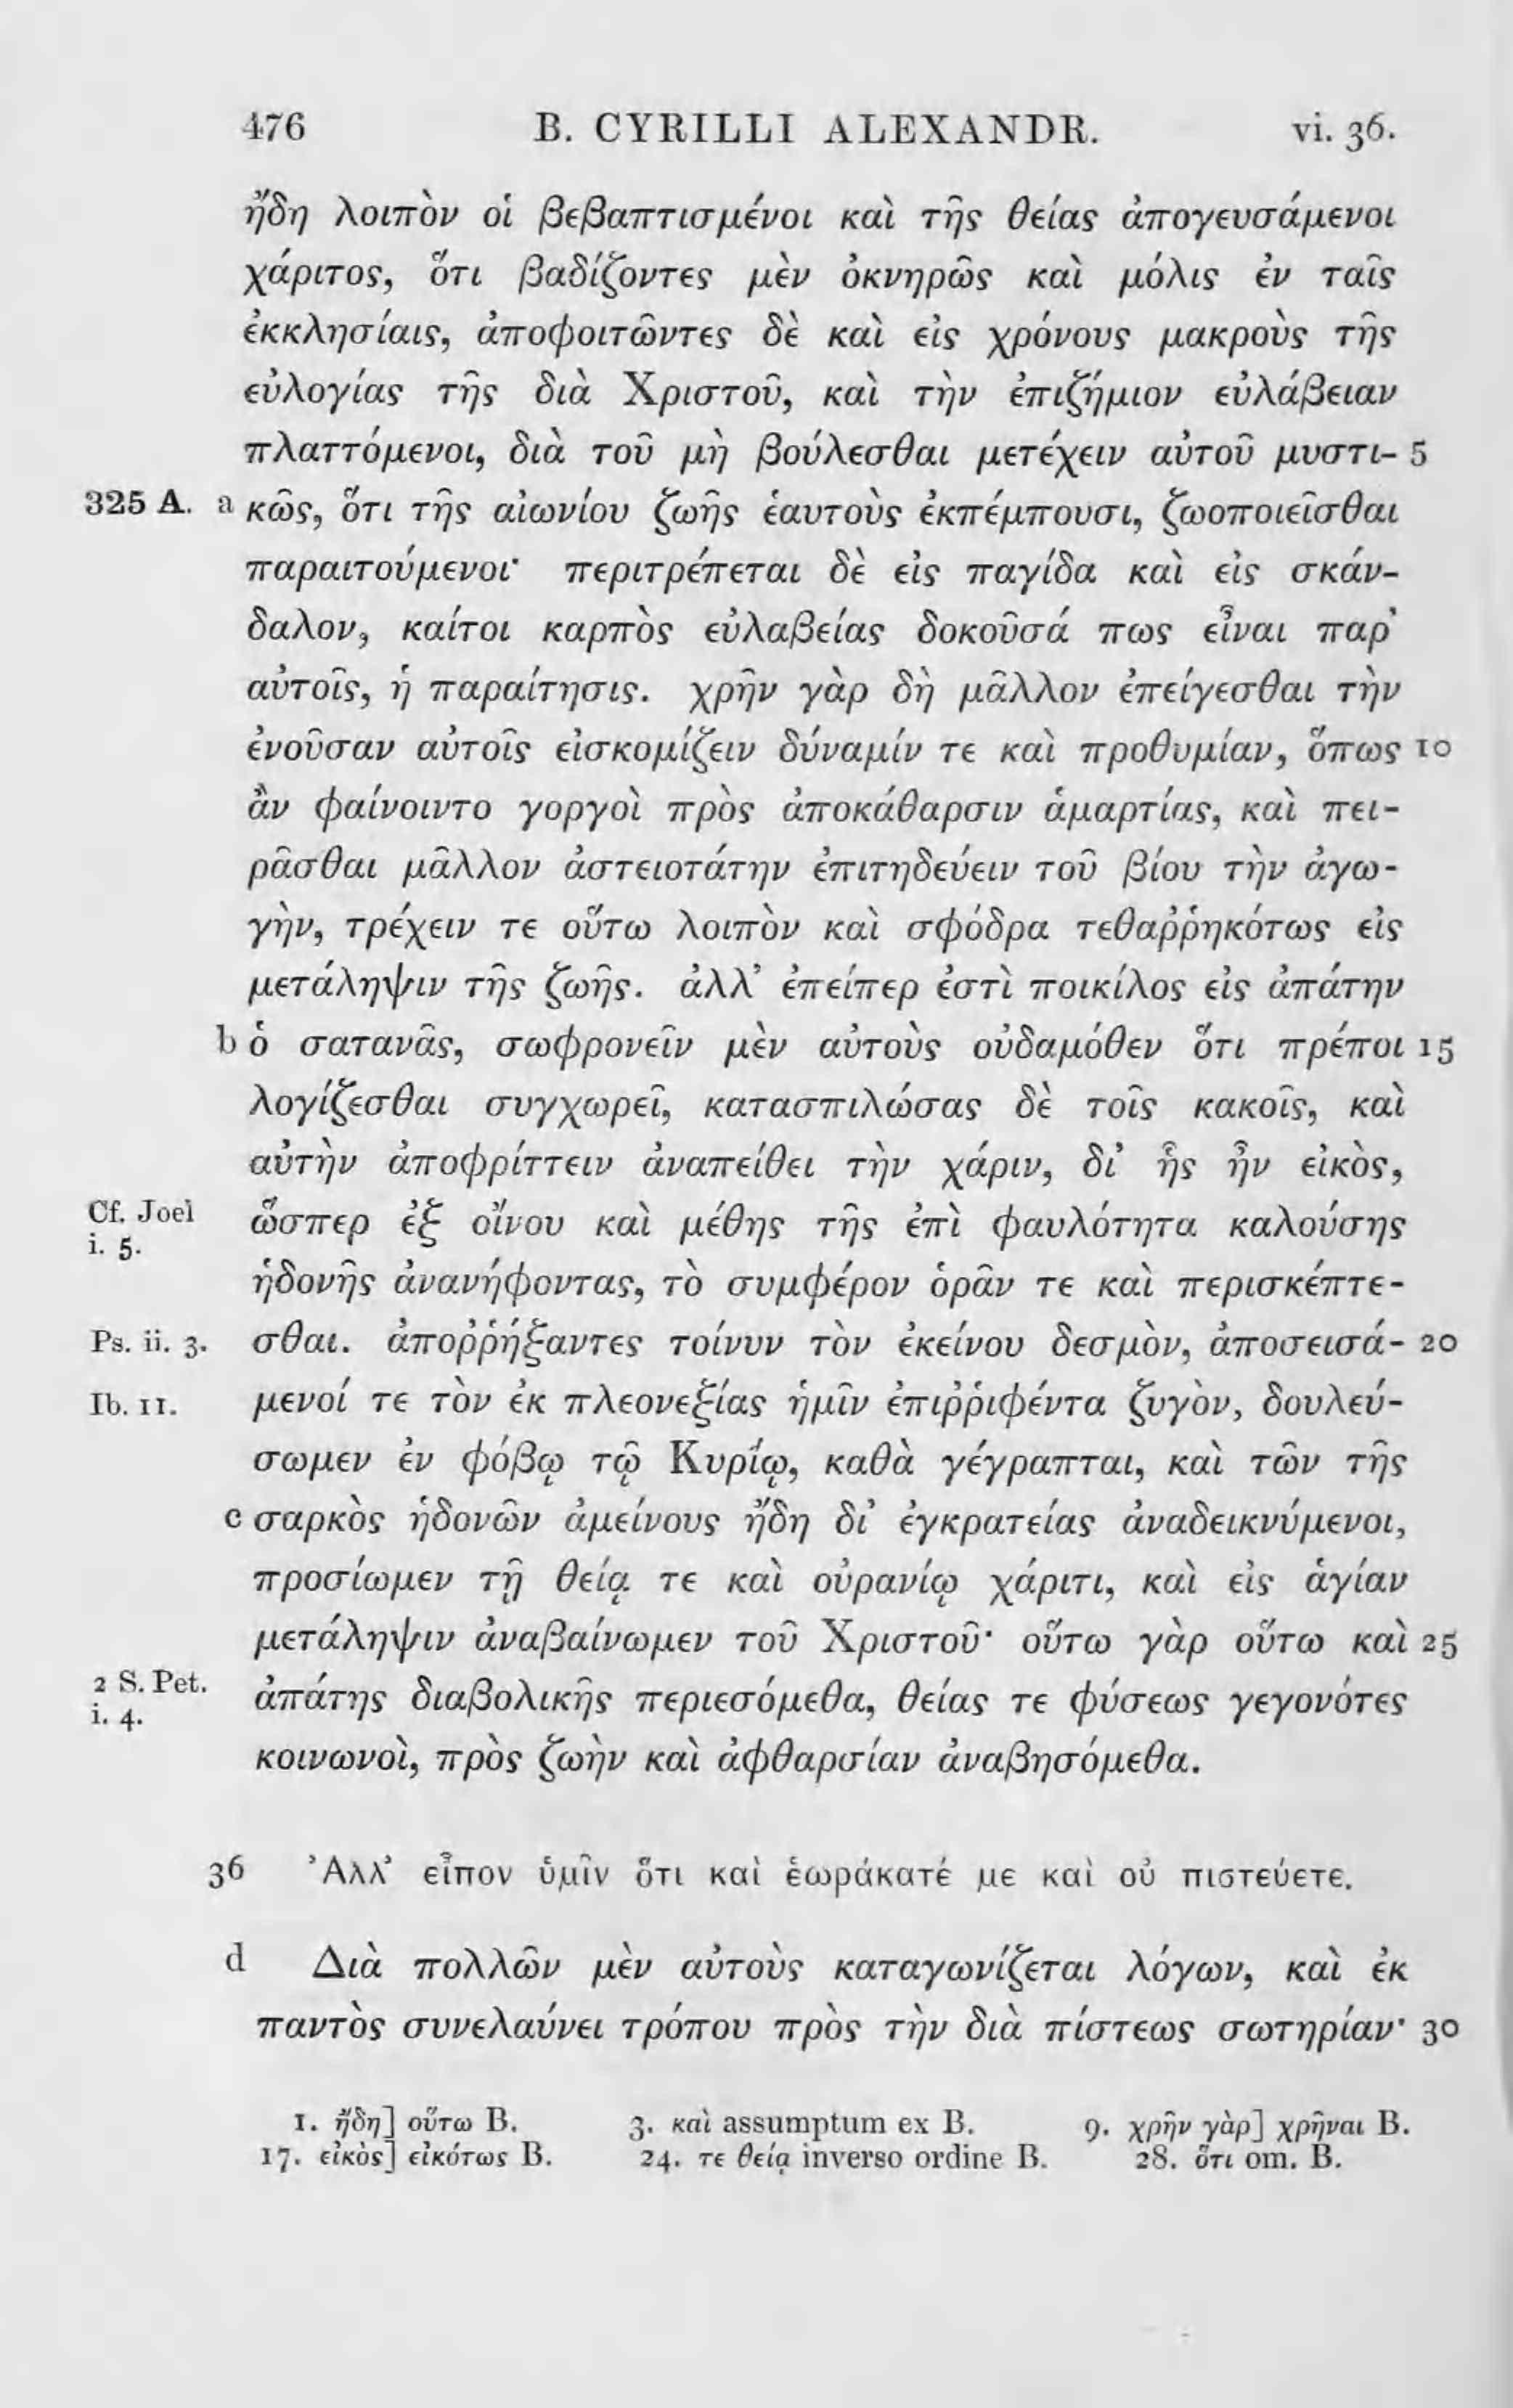 476 B. CYRILLI ALEXANDR. vi. 36.
ἤδη λοιπὸν οἱ βεβαπτισμένοι καὶ τῆς θείας ἀπογευσάμενοι
χάριτος, ὅτι βαδίζοντες μὲν ὀκνηρῶς καὶ μόλις ἐν ταῖς
ἐκκλησίαις, ἀποφοιτῶντες δὲ καὶ εἰς χρόνους μακροὺς τῆς
εὐλογίας τῆς διὰ Χριστοῦ, καὶ τὴν ἐπιζήμιον εὐλάβειαν
πλαττόμενοι, διὰ τοῦ μὴ βούλεσθαι μετέχειν αὐτοῦ μυστι- 5
325 A. a κῶς, ὅτι τῆς αἰωνίου ζωῆς ἑαυτοὺς ἐκπέμπουσι, ζωοποιεῖσθαι
παραιτούμενοι· περιτρέπεται δὲ εἰς παγίδα καὶ εἰς σκάν-
δαλον, καίτοι καρπὸς εὐλαβείας δοκοῦσά πως εἶναι παρ᾽
αὐτοῖς, ἡ παραίτησις. χρῆν γὰρ δὴ μᾶλλον ἐπείγεσθαι τὴν
ἐνοῦσαν αὐτοῖς εἰσκομίζειν δύναμίν τε καὶ προθυμίαν, ὅπως 10
ἂν φαίνοιντο γοργοὶ πρὸς ἀποκάθαρσιν ἁμαρτίας, καὶ πει-
ρᾶσθαι μᾶλλον ἀστειοτάτην ἐπιτηδεύειν τοῦ βίου τὴν ἀγω-
γὴν, τρέχειν τε οὕτω λοιπὸν καὶ σφόδρα τεθαῤῥηκότως εἰς
μετάληψιν τῆς ζωῆς. ἀλλ᾽ ἐπείπερ ἐστὶ ποικίλος εἰς ἀπάτην
b ὁ σατανᾶς, σωφρονεῖν μὲν αὐτοὺς οὐδαμόθεν ὅτι πρέποι 15
λογίζεσθαι συγχωρεῖ, κατασπιλώσας δὲ τοῖς κακοῖς, καὶ
αὐτὴν ἀποφρίττειν ἀναπείθει τὴν χάριν, δι᾽ ἧς ἦν εἰκὸς,
Cf. Joel i. 5. ὥσπερ ἐξ οἴνου καὶ μέθης τῆς ἐπὶ φαυλότητα καλούσης
ἡδονῆς ἀνανήφοντας, τὸ συμφέρον ὁρᾶν τε καὶ περισκέπτε-
Ps. ii. 3. σθαι. ἀποῤῥήξαντες τοίνυν τὸν ἐκείνου δεσμὸν, ἀποσεισά- 20
Ib. 11. μενοί τε τὸν ἐκ πλεονεξίας ἡμῖν ἐπιῤῥιφέντα ζυγὸν, δουλεύ-
σωμεν ἐν φόβῳ τῷ Κυρίῳ, καθὰ γέγραπται, καὶ τῶν τῆς
c σαρκὸς ἡδονῶν ἀμείνους ἤδη δι᾽ ἐγκρατείας ἀναδεικνύμενοι,
προσίωμεν τῇ θείᾳ τε καὶ οὐρανίῳ χάριτι, καὶ εἰς ἁγίαν
μετάληψιν ἀναβαίνωμεν τοῦ Χριστοῦ· οὕτω γὰρ οὕτω καὶ 25
2 S. Pet. i. 4. ἀπάτης διαβολικῆς περιεσόμεθα, θείας τε φύσεως γεγονότες
κοινωνοὶ, πρὸς ζωὴν καὶ ἀφθαρσίαν ἀναβησόμεθα.
36 Ἀλλ᾽ εἶπον ὑμῖν ὅτι καὶ ἑωράκατέ με καὶ οὐ πιστεύετε.
d Διὰ πολλῶν μὲν αὐτοὺς καταγωνίζεται λόγων, καὶ ἐκ
παντὸς συνελαύνει τρόπου πρὸς τὴν διὰ πίστεως σωτηρίαν· 30
1. ἤδη] οὕτω B. 3. καὶ assumptum ex B. 9. χρῆν γὰρ] χρῆναι B.
17. εἰκὸς] εἰκότως B. 24. τε θείᾳ inverso ordine B. 28. ὅτι om. B.